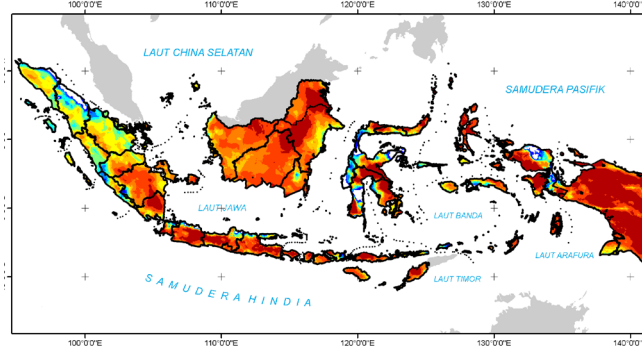 100°0'0"E 110°0'0"E 120°0'0"E 130°0'0"E 140°0'
LAUT CHINA SELATAN
SAMUDERA PASIFIK
LAUT JAWA
LAUT BANDA
LAUT ARAFURA
LAUT TIMOR
SAMUDERA HINDIA
100°0'0"E 110°0'0"E 120°0'0"E 130°0'0"E 140°0'